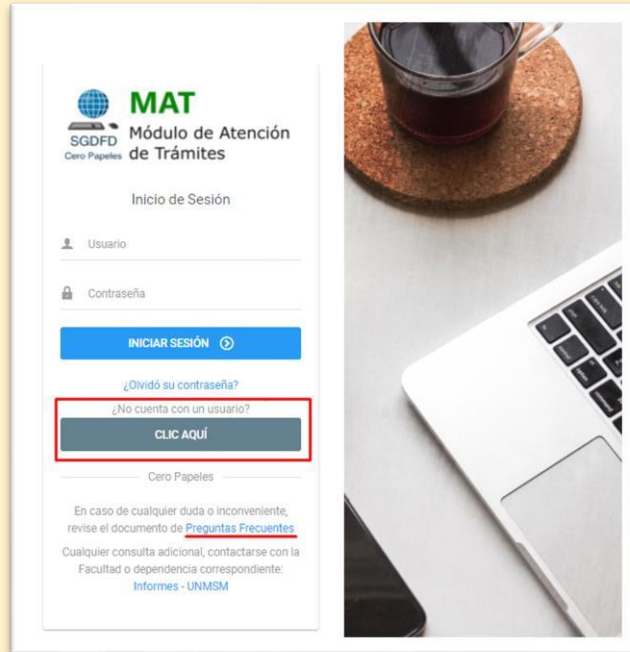 MAT
SGDFD
Cero Papeles
Módulo de Atención
de Trámites
Inicio de Sesión
Usuario
Contraseña
INICIAR SESIÓN
¿Olvidó su contraseña?
¿No cuenta con un usuario?
CLIC AQUÍ
Cero Papeles
En caso de cualquier duda o inconveniente,
revise el documento de Preguntas Frecuentes
Cualquier consulta adicional, contactarse con la
Facultad o dependencia correspondiente:
Informes - UNMSM